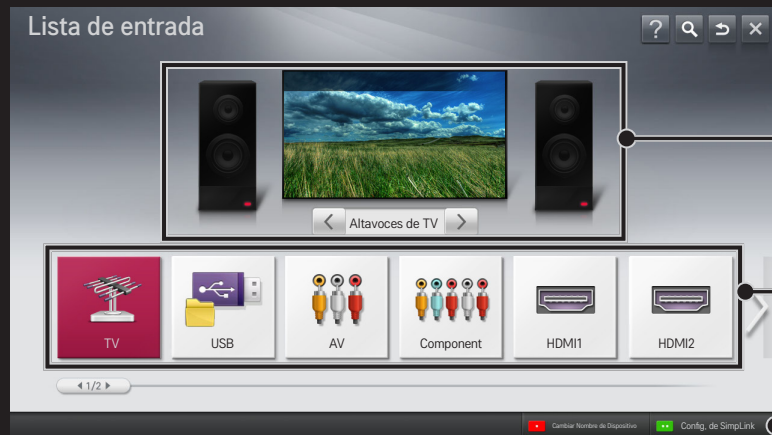 Lista de entrada
?
Altavoces de TV
TV
USB
AV
Component
HDMI1
HDMI2
1/2
Cambiar Nombre de Dispositivo
Config, de SimpLink